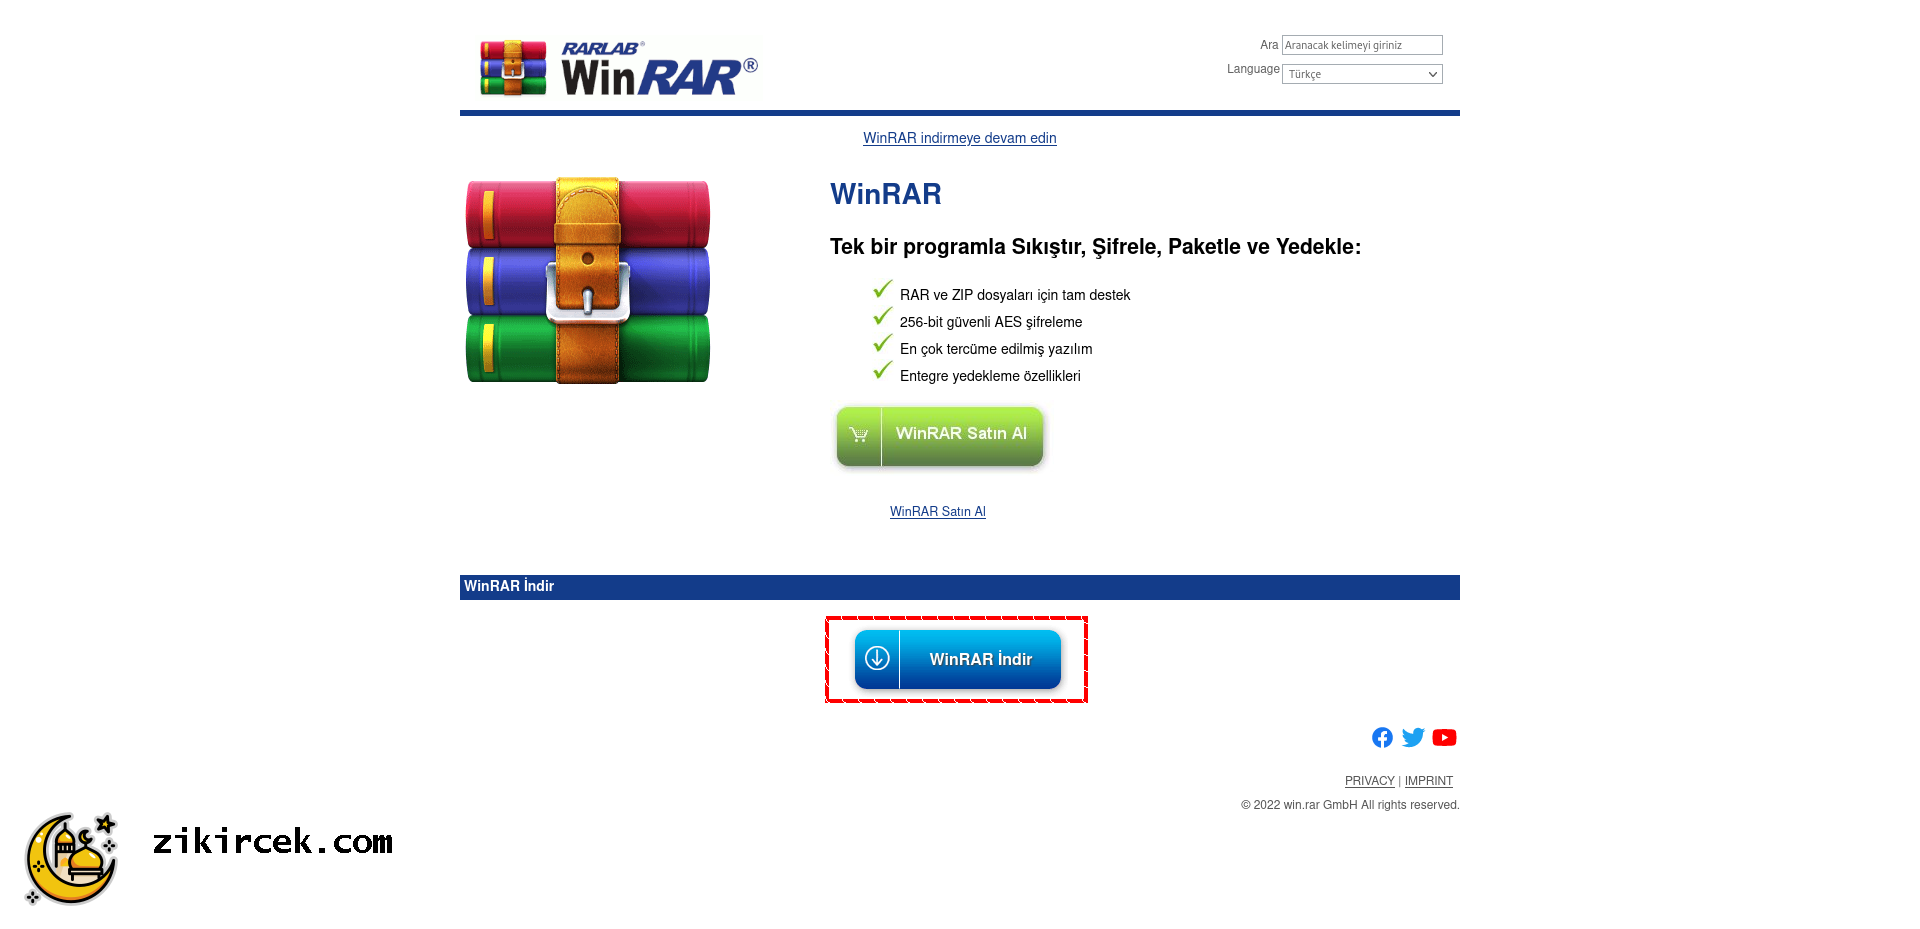 RARLAB®
WinRAR®
Ara Aranacak kelimeyi giriniz
Language Türkçe
WinRAR indirmeye devam edin
WinRAR
Tek bir programla Sıkıştır, Şifrele, Paketle ve Yedekle:
RAR ve ZIP dosyaları için tam destek
256-bit güvenli AES şifreleme
En çok tercüme edilmiş yazılım
Entegre yedekleme özellikleri
WinRAR Satın Al
WinRAR Satın Al
WinRAR İndir
WinRAR İndir
PRIVACY | IMPRINT
© 2022 win.rar GmbH All rights reserved.
zikircek.com